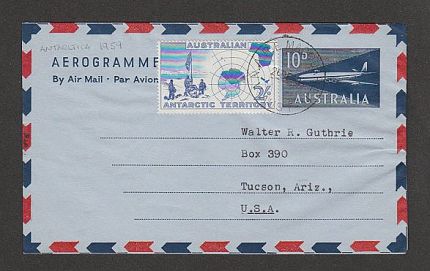 ANTARCTICA 1959
AEROGRAMME
By Air Mail · Par Avion
AUSTRALIAN
2/-
ANTARCTIC TERRITORY
10D
AUSTRALIA
Walter R. Guthrie
Box 390
Tucson, Ariz.,
U.S.A.